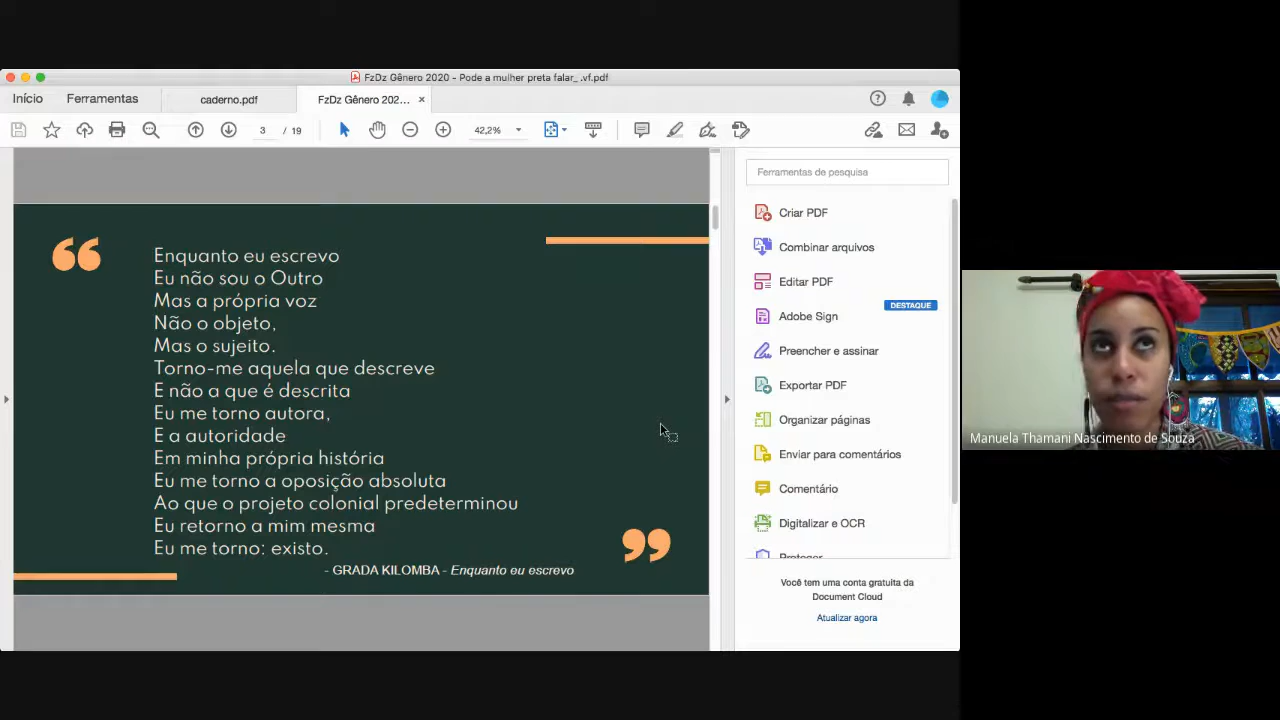 FzDz Gênero 2020 - Pode a mulher preta falar_ .vf.pdf
Início
Ferramentas
caderno.pdf
FzDz Gênero 202... ×
3 / 19
42,2%
Enquanto eu escrevo
Eu não sou o Outro
Mas a própria voz
Não o objeto,
Mas o sujeito.
Torno-me aquela que descreve
E não a que é descrita
Eu me torno autora,
E a autoridade
Em minha própria história
Eu me torno a oposição absoluta
Ao que o projeto colonial predeterminou
Eu retorno a mim mesma
Eu me torno: existo.
- GRADA KILOMBA - Enquanto eu escrevo
Ferramentas de pesquisa
Criar PDF
Combinar arquivos
Editar PDF
DESTAQUE
Adobe Sign
Preencher e assinar
Exportar PDF
Organizar páginas
Enviar para comentários
Comentário
Digitalizar e OCR
Proteger
Você tem uma conta gratuita da
Document Cloud
Atualizar agora
Manuela Thamani Nascimento de Souza